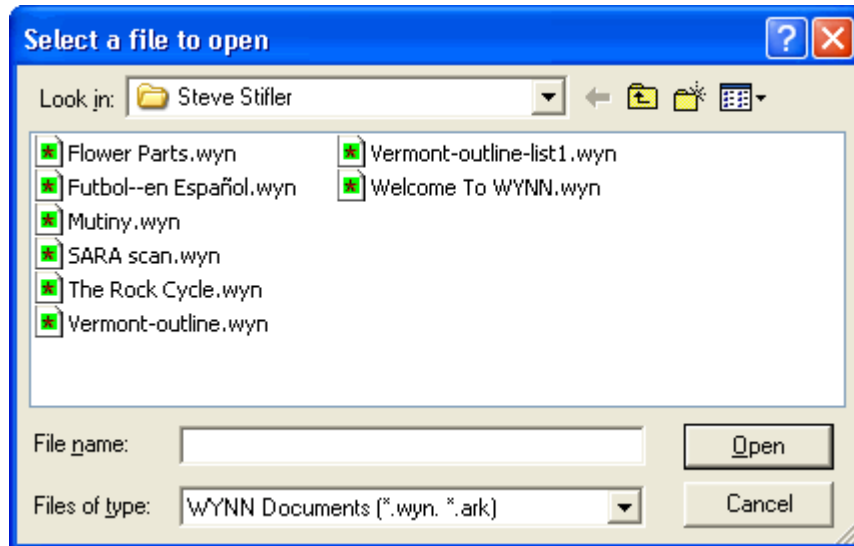 Select a file to open
Look in: Steve Stifler
Flower Parts.wyn
Futbol--en Español.wyn
Mutiny.wyn
SARA scan.wyn
The Rock Cycle.wyn
Vermont-outline.wyn
Vermont-outline-list1.wyn
Welcome To WYNN.wyn
File name:
Open
Files of type: WYNN Documents (*.wyn. *.ark)
Cancel